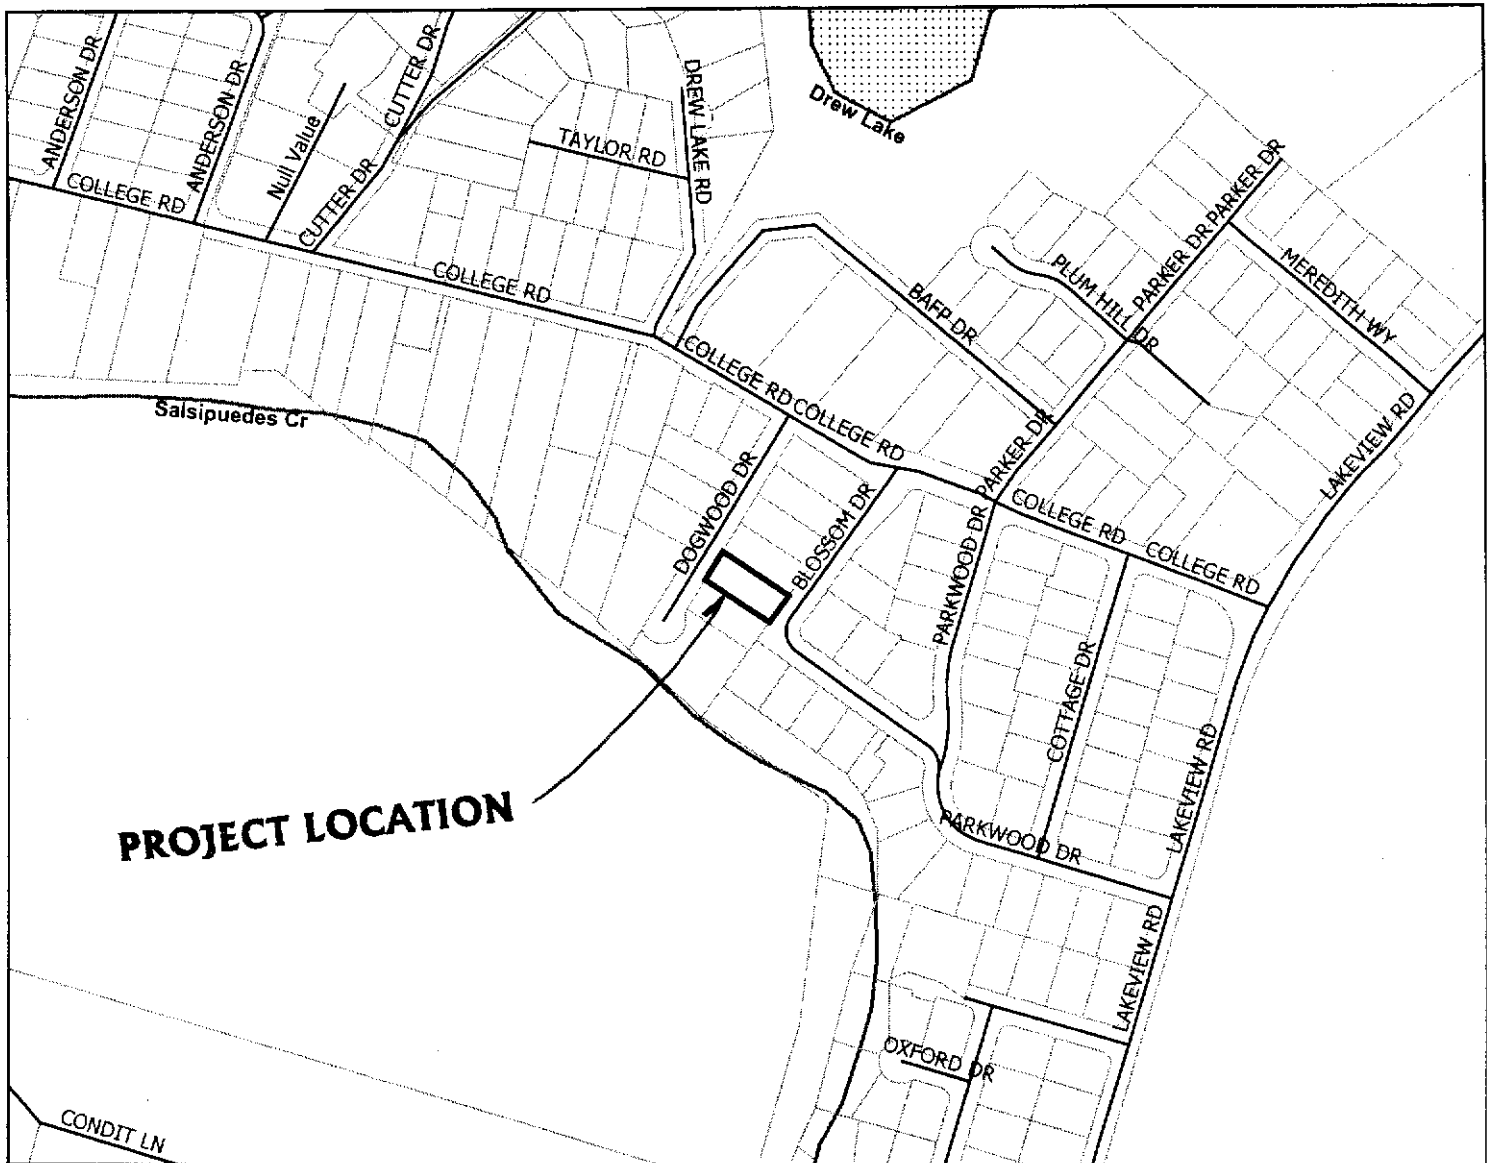 ANDERSON DR
ANDERSON DR
Null Value
CUTTER DR
CUTTER DR
DREW LAKE RD
Drew Lake
TAYLOR RD
COLLEGE RD
COLLEGE RD
PARKER DR
PARKER DR
PLUM HILL DR
MEREDITH WY
BAFP DR
COLLEGE RD
COLLEGE RD
Salsipuedes Cr
PARKER DR
LAKEVIEW RD
DOGWOOD DR
BLOSSOM DR
PARKWOOD DR
COLLEGE RD
COLLEGE RD
COTTAGE DR
LAKEVIEW RD
PROJECT LOCATION
PARKWOOD DR
LAKEVIEW RD
OXFORD DR
CONDIT LN